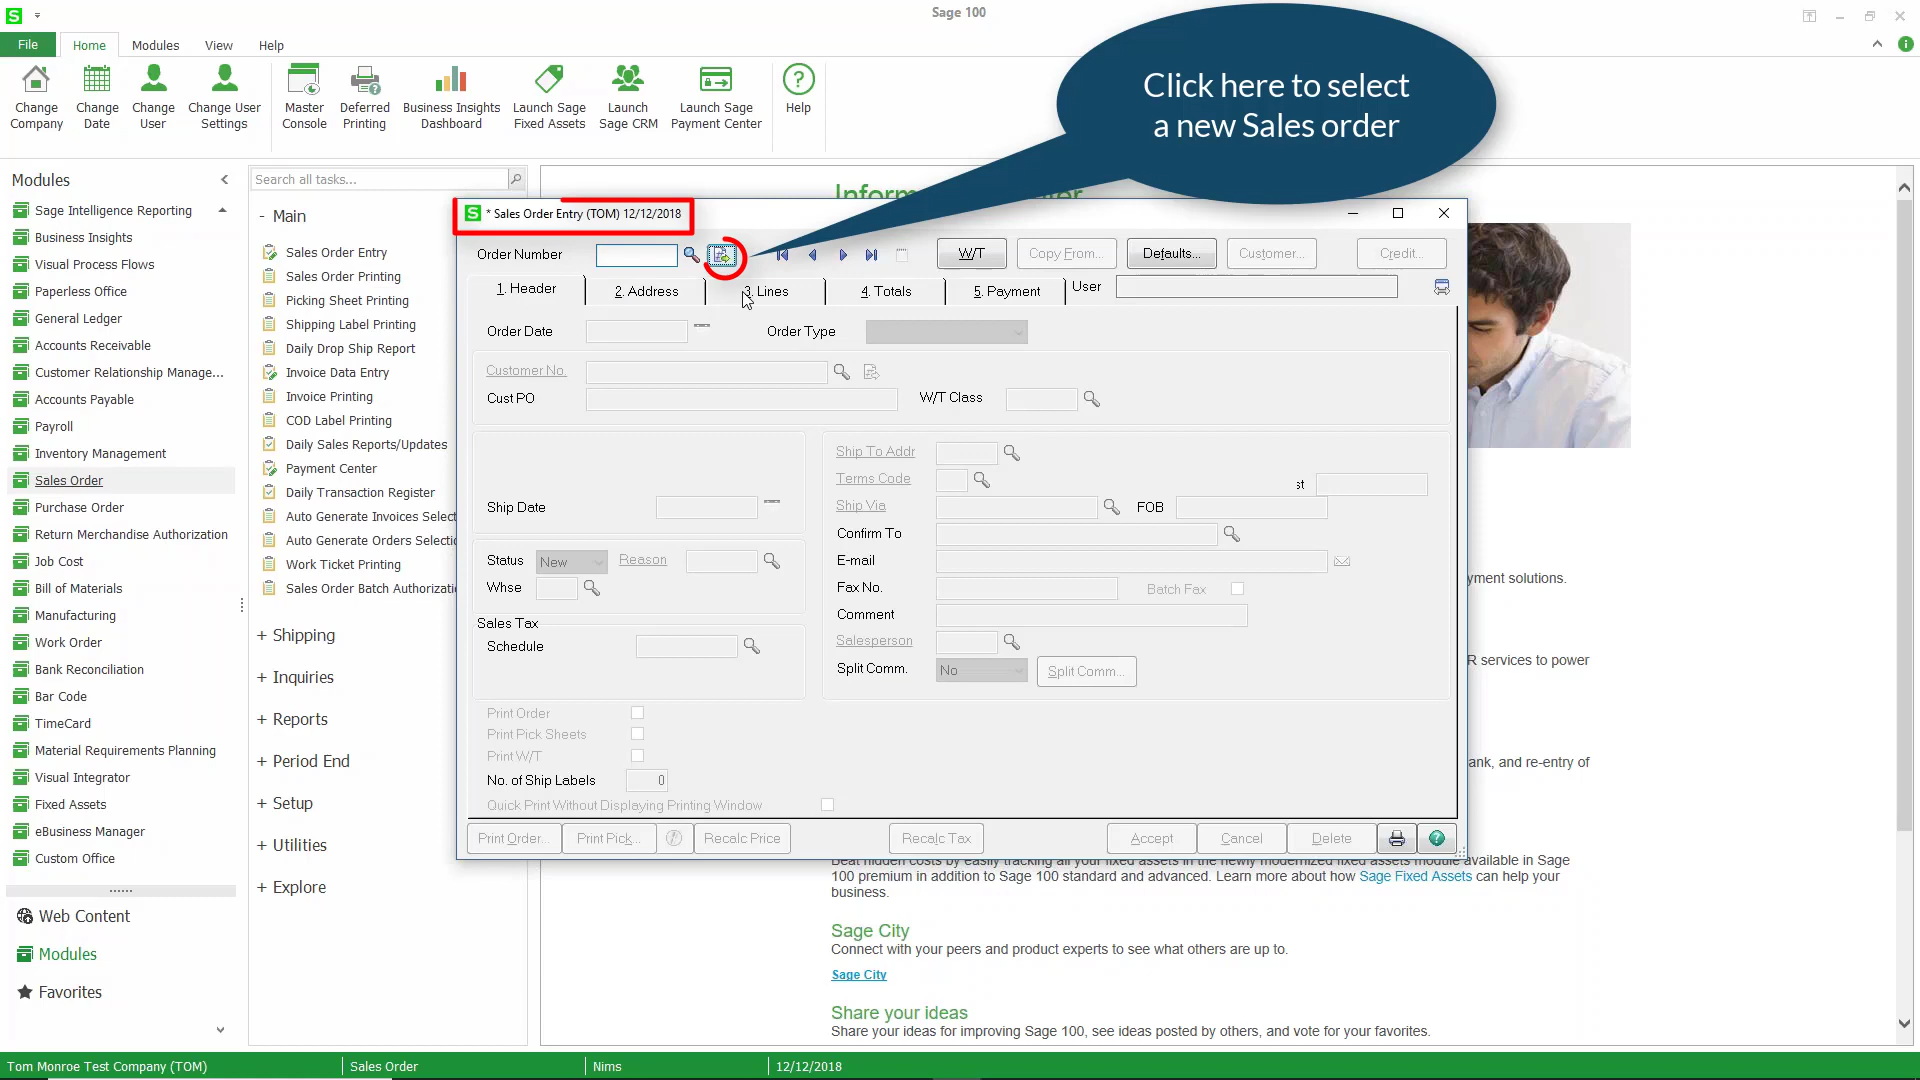 Sage 100
File
Home
Modules
View
Help
Change
Company
Change
Date
Change
User
Change User
Settings
Master
Console
Deferred
Printing
Business Insights
Dashboard
Launch Sage
Fixed Assets
Launch
Sage CRM
Launch Sage
Payment Center
Help
Click here to select
a new Sales order
Modules
Sage Intelligence Reporting
Business Insights
Visual Process Flows
Paperless Office
General Ledger
Accounts Receivable
Customer Relationship Manage...
Accounts Payable
Payroll
Inventory Management
Sales Order
Purchase Order
Return Merchandise Authorization
Job Cost
Bill of Materials
Manufacturing
Work Order
Bank Reconciliation
Bar Code
TimeCard
Material Requirements Planning
Visual Integrator
Fixed Assets
eBusiness Manager
Custom Office
Web Content
Modules
Favorites
Search all tasks...
- Main
Sales Order Entry
Sales Order Printing
Picking Sheet Printing
Shipping Label Printing
Daily Drop Ship Report
Invoice Data Entry
Invoice Printing
COD Label Printing
Daily Sales Reports/Updates
Payment Center
Daily Transaction Register
Auto Generate Invoices Select
Auto Generate Orders Selectio
Work Ticket Printing
Sales Order Batch Authorizatio
+ Shipping
+ Inquiries
+ Reports
+ Period End
+ Setup
+ Utilities
+ Explore
S * Sales Order Entry (TOM) 12/12/2018
Order Number
W/T
Copy From...
Defaults...
Customer...
Credit...
1. Header
2. Address
3. Lines
4. Totals
5. Payment
User
Order Date
Order Type
Customer No.
Cust PO
W/T Class
Ship Date
Status
New
Reason
Whse
Sales Tax
Schedule
Ship To Addr
Terms Code
st
Ship Via
FOB
Confirm To
E-mail
Fax No.
Batch Fax
Comment
Salesperson
Split Comm.
No
Split Comm...
Print Order
Print Pick Sheets
Print W/T
No. of Ship Labels
0
Quick Print Without Displaying Printing Window
Print Order...
Print Pick...
Recalc Price
Recalc Tax
Accept
Cancel
Delete
yment solutions.
R services to power
ank, and re-entry of
Beat hidden costs by easily tracking all your fixed assets in the newly modernized fixed assets module available in Sage
100 premium in addition to Sage 100 standard and advanced. Learn more about how Sage Fixed Assets can help your
business.
Sage City
Connect with your peers and product experts to see what others are up to.
Sage City
Share your ideas
Share your ideas for improving Sage 100, see ideas posted by others, and vote for your favorites.
Tom Monroe Test Company (TOM)
Sales Order
Nims
12/12/2018